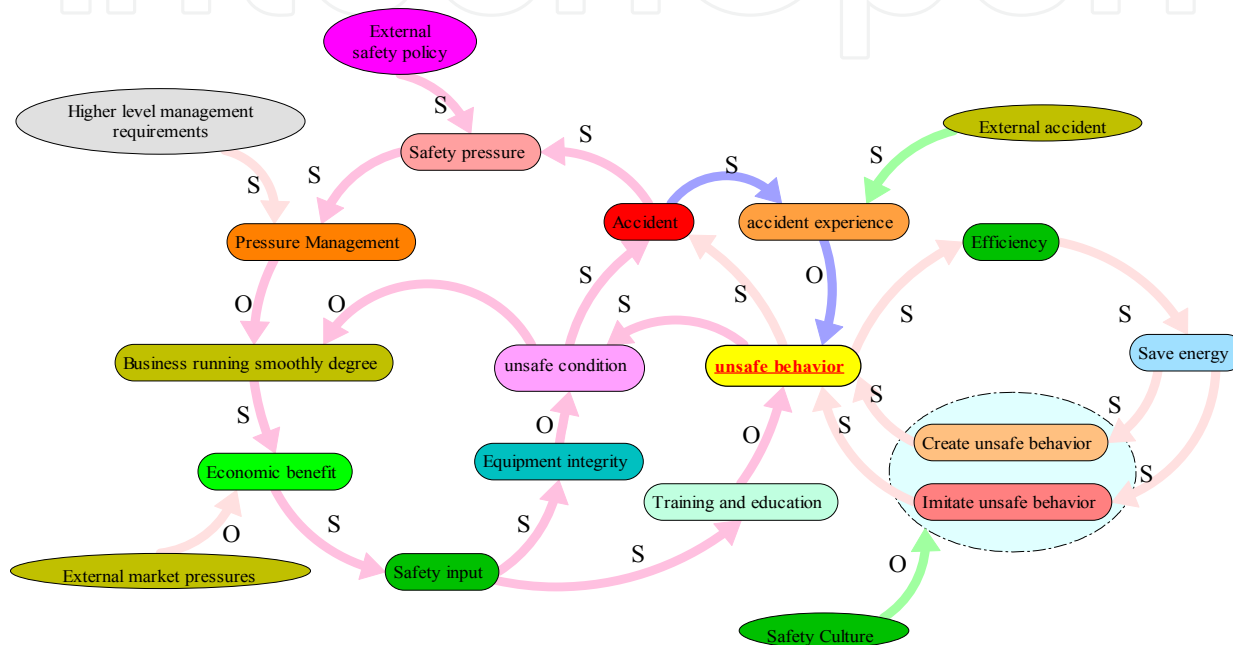 External
safety policy
S
Higher level management
requirements
External accident
S
Safety pressure
S
S
S
S
S
Accident
accident experience
Pressure Management
Efficiency
O
S
O
S
O
S
S
S
Business running smoothly degree
unsafe condition
unsafe behavior
Save energy
S
S
S
S
O
O
Create unsafe behavior
Economic benefit
Equipment integrity
S
Training and education
Imitate unsafe behavior
O
S
S
S
External market pressures
Safety input
O
Safety Culture